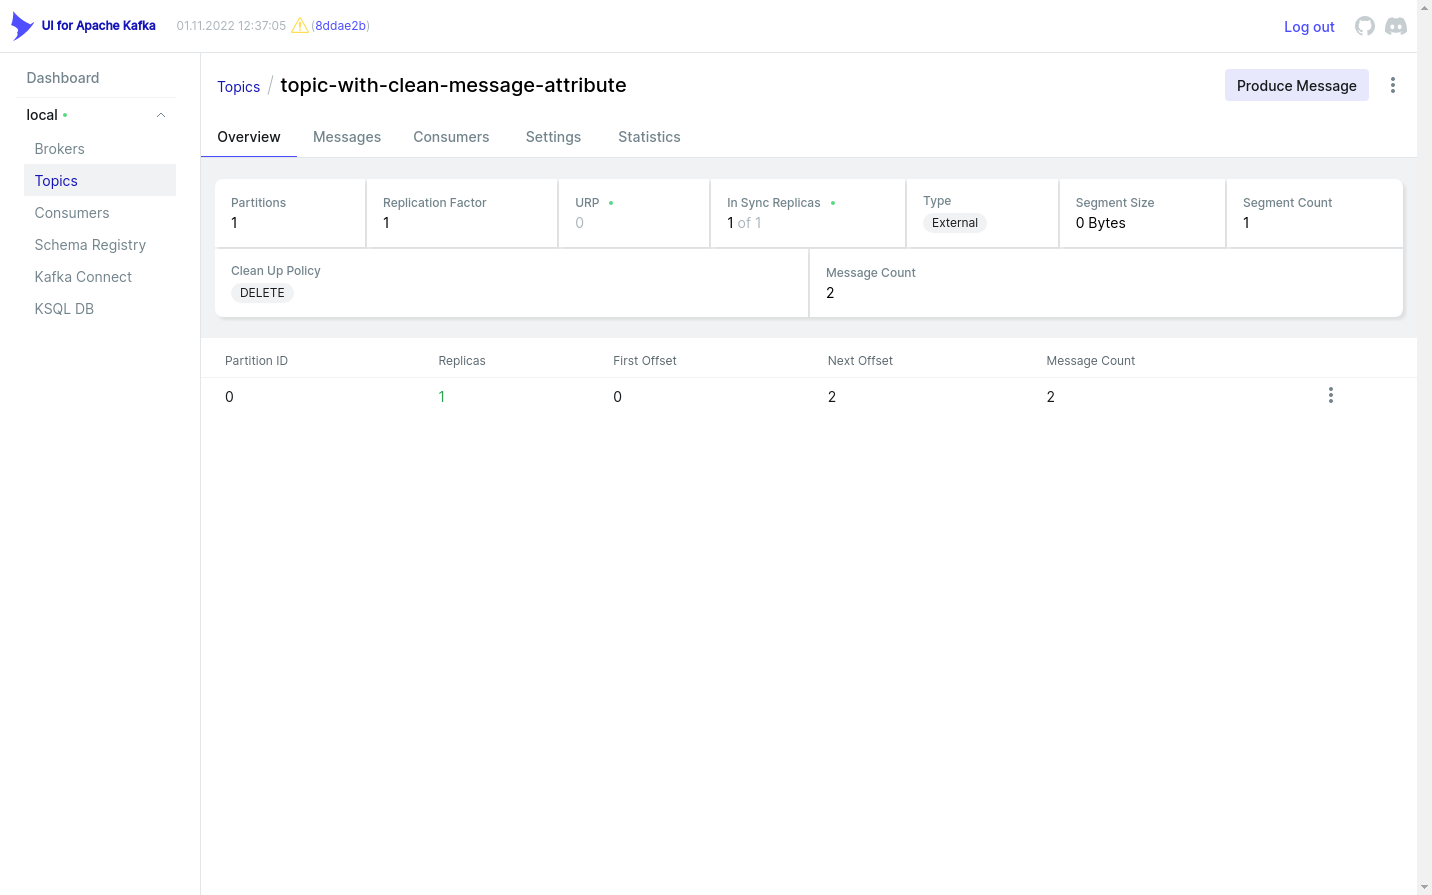 UI for Apache Kafka 01.11.2022 12:37:05 (8ddae2b) Log out
Dashboard
local
Brokers
Topics
Consumers
Schema Registry
Kafka Connect
KSQL DB
Topics / topic-with-clean-message-attribute Produce Message
Overview Messages Consumers Settings Statistics
Partitions Replication Factor URP In Sync Replicas Type Segment Size Segment Count
1 1 0 1 of 1 External 0 Bytes 1
Clean Up Policy Message Count
DELETE 2
Partition ID Replicas First Offset Next Offset Message Count
0 1 0 2 2